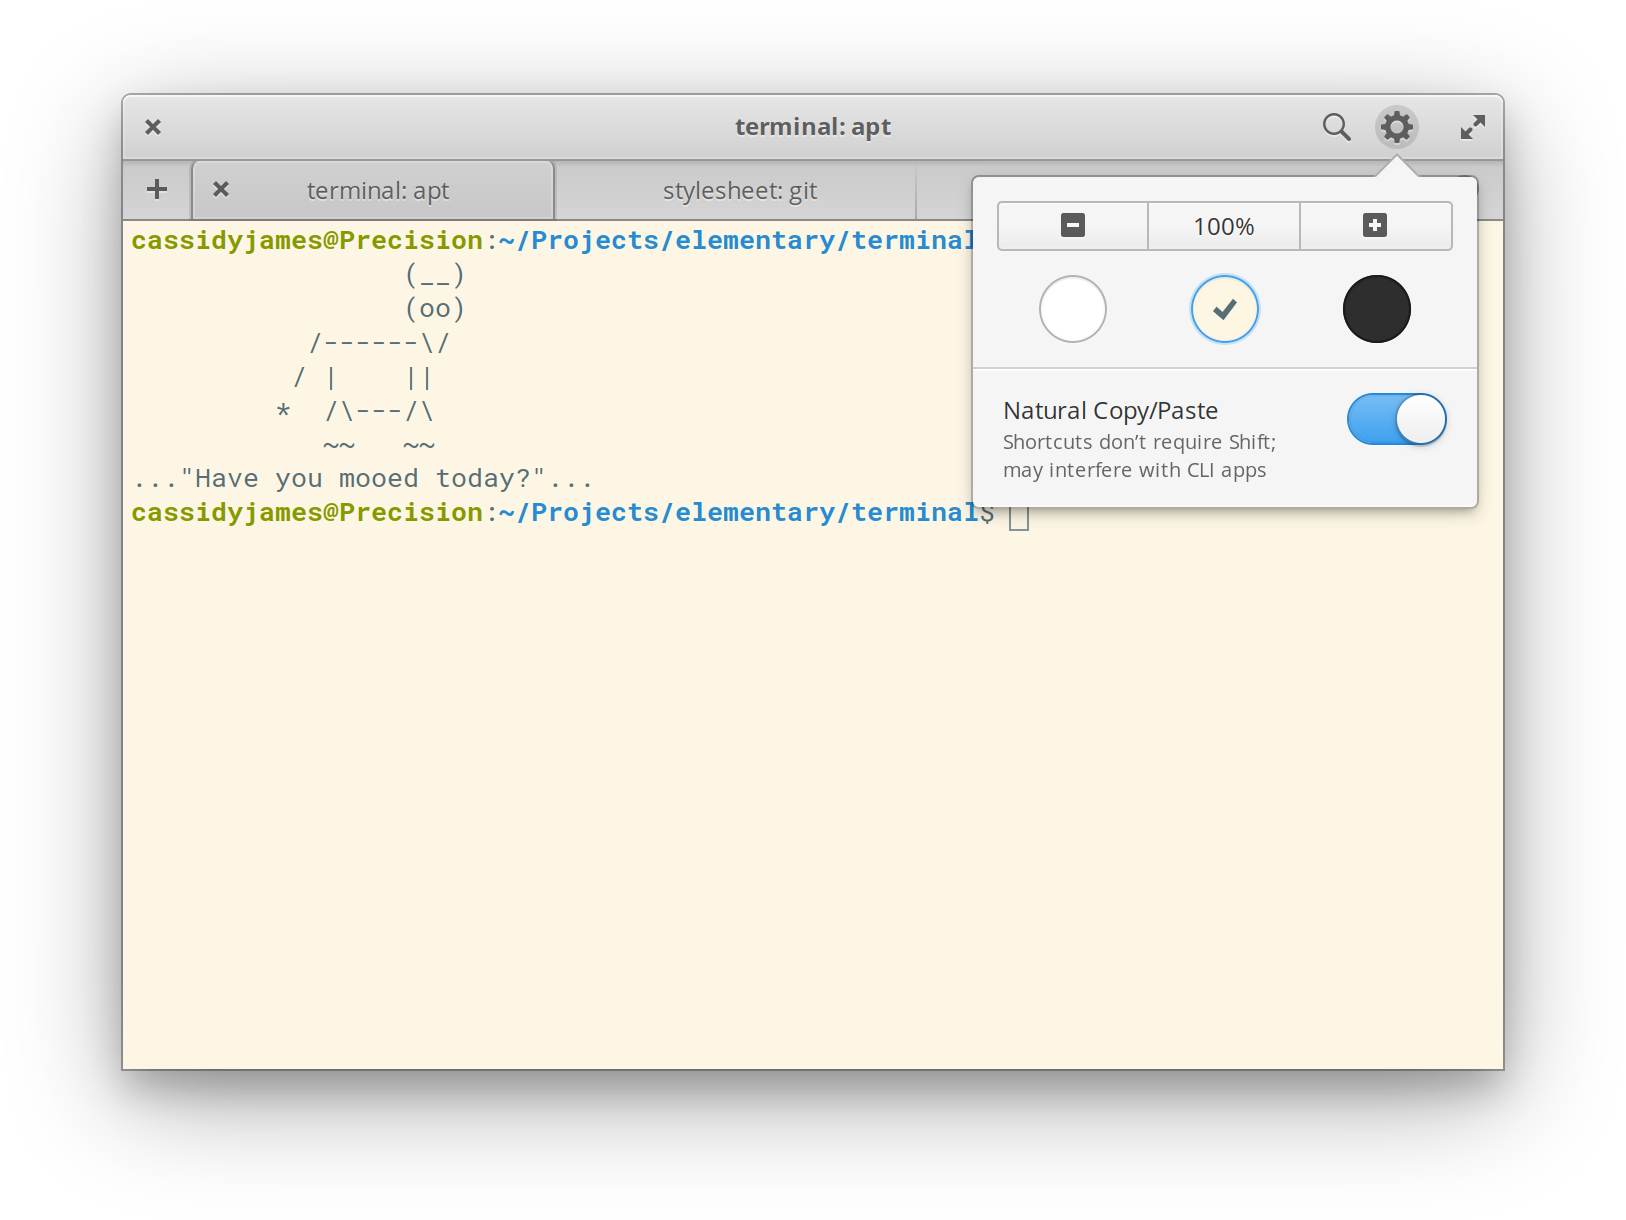 terminal: apt
terminal: apt
stylesheet: git
100%
Natural Copy/Paste
Shortcuts don’t require Shift;
may interfere with CLI apps
cassidyjames@Precision:~/Projects/elementary/terminal
                 (__)
                 (oo)
           /------\/
          / |    ||
         *  /\---/\
            ~~   ~~
..."Have you mooed today?"...
cassidyjames@Precision:~/Projects/elementary/terminal$